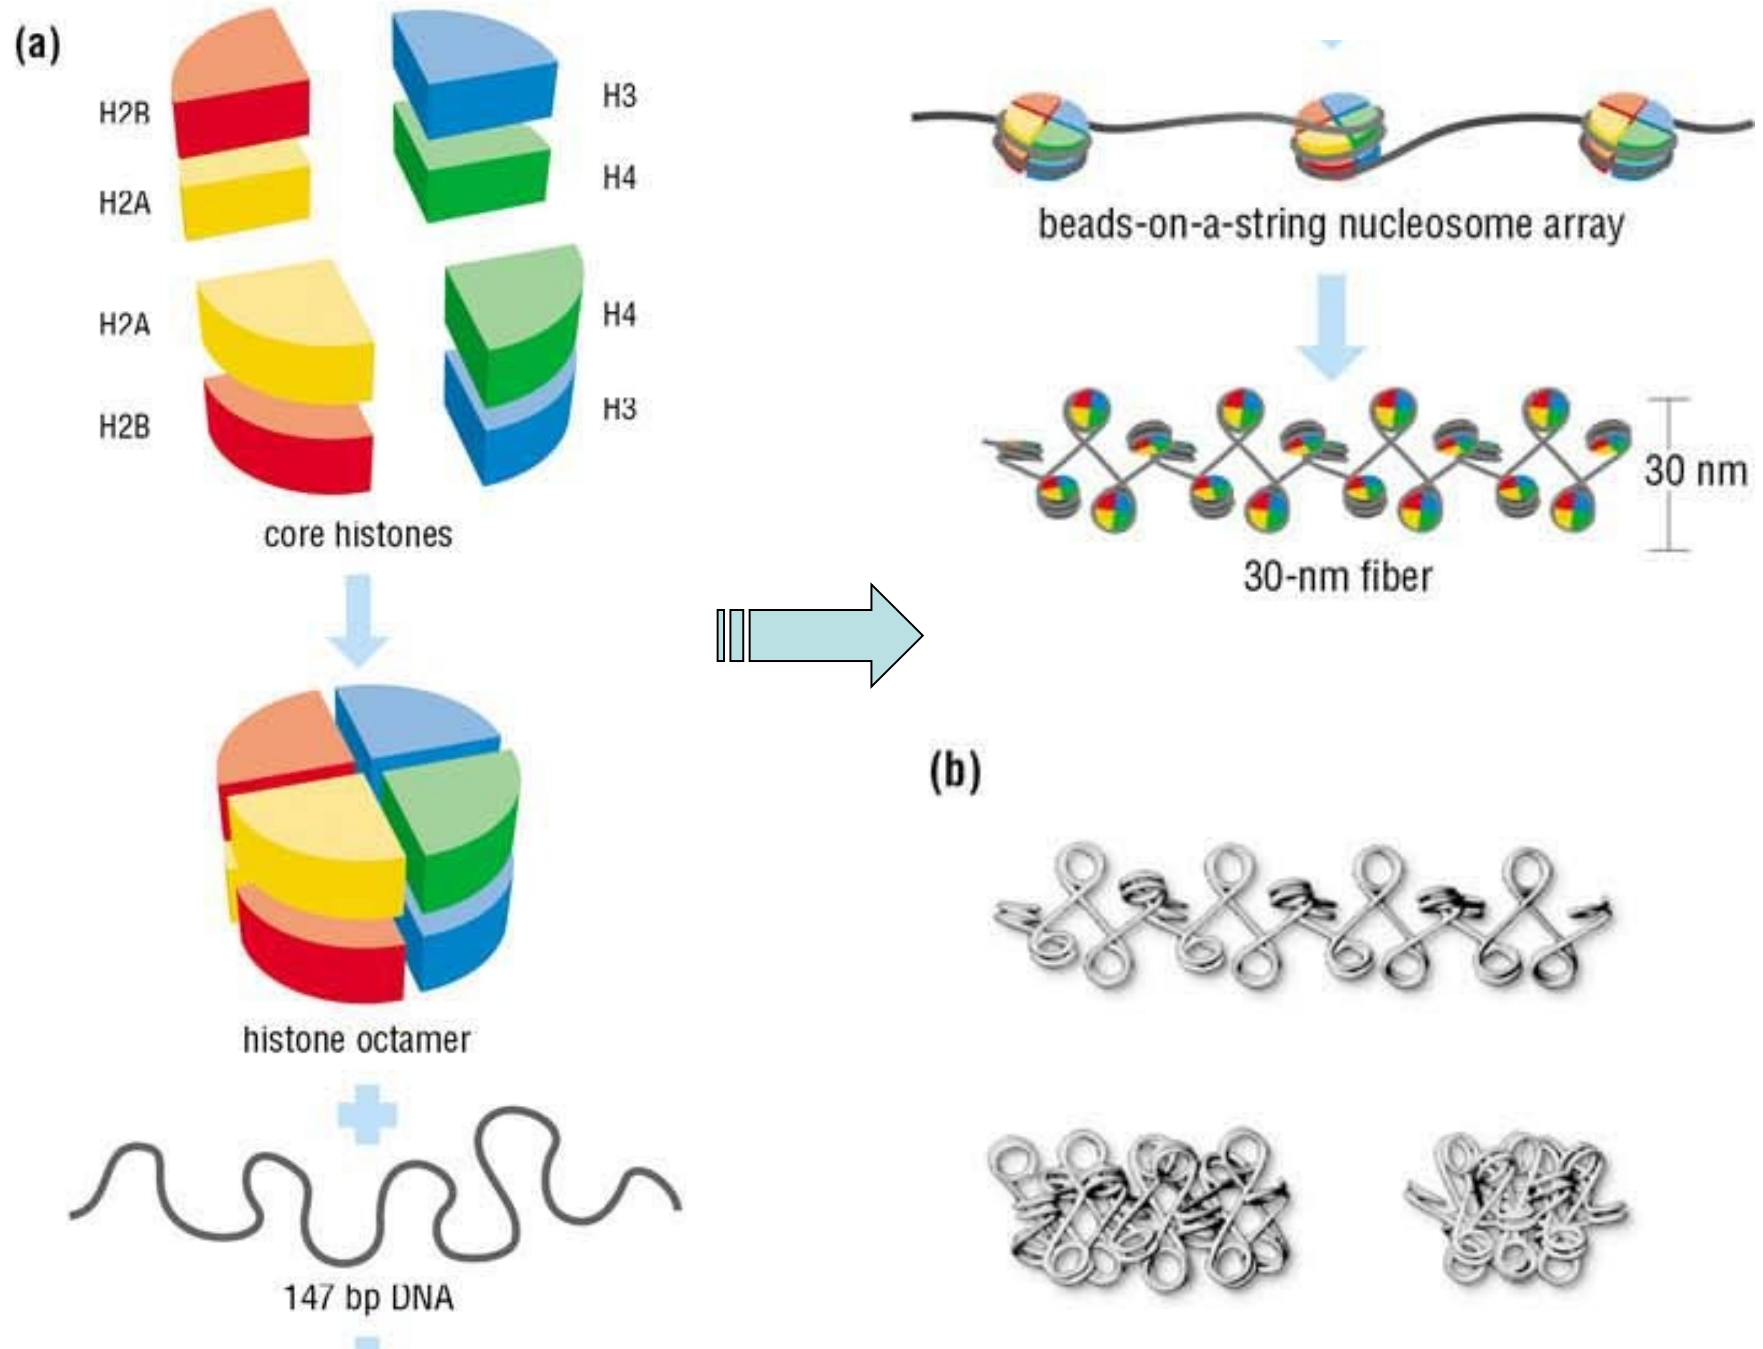 (a)
H2B
H3
H2A
H4
H2A
H4
H2B
H3
core histones
histone octamer
147 bp DNA
beads-on-a-string nucleosome array
30 nm
30-nm fiber
(b)